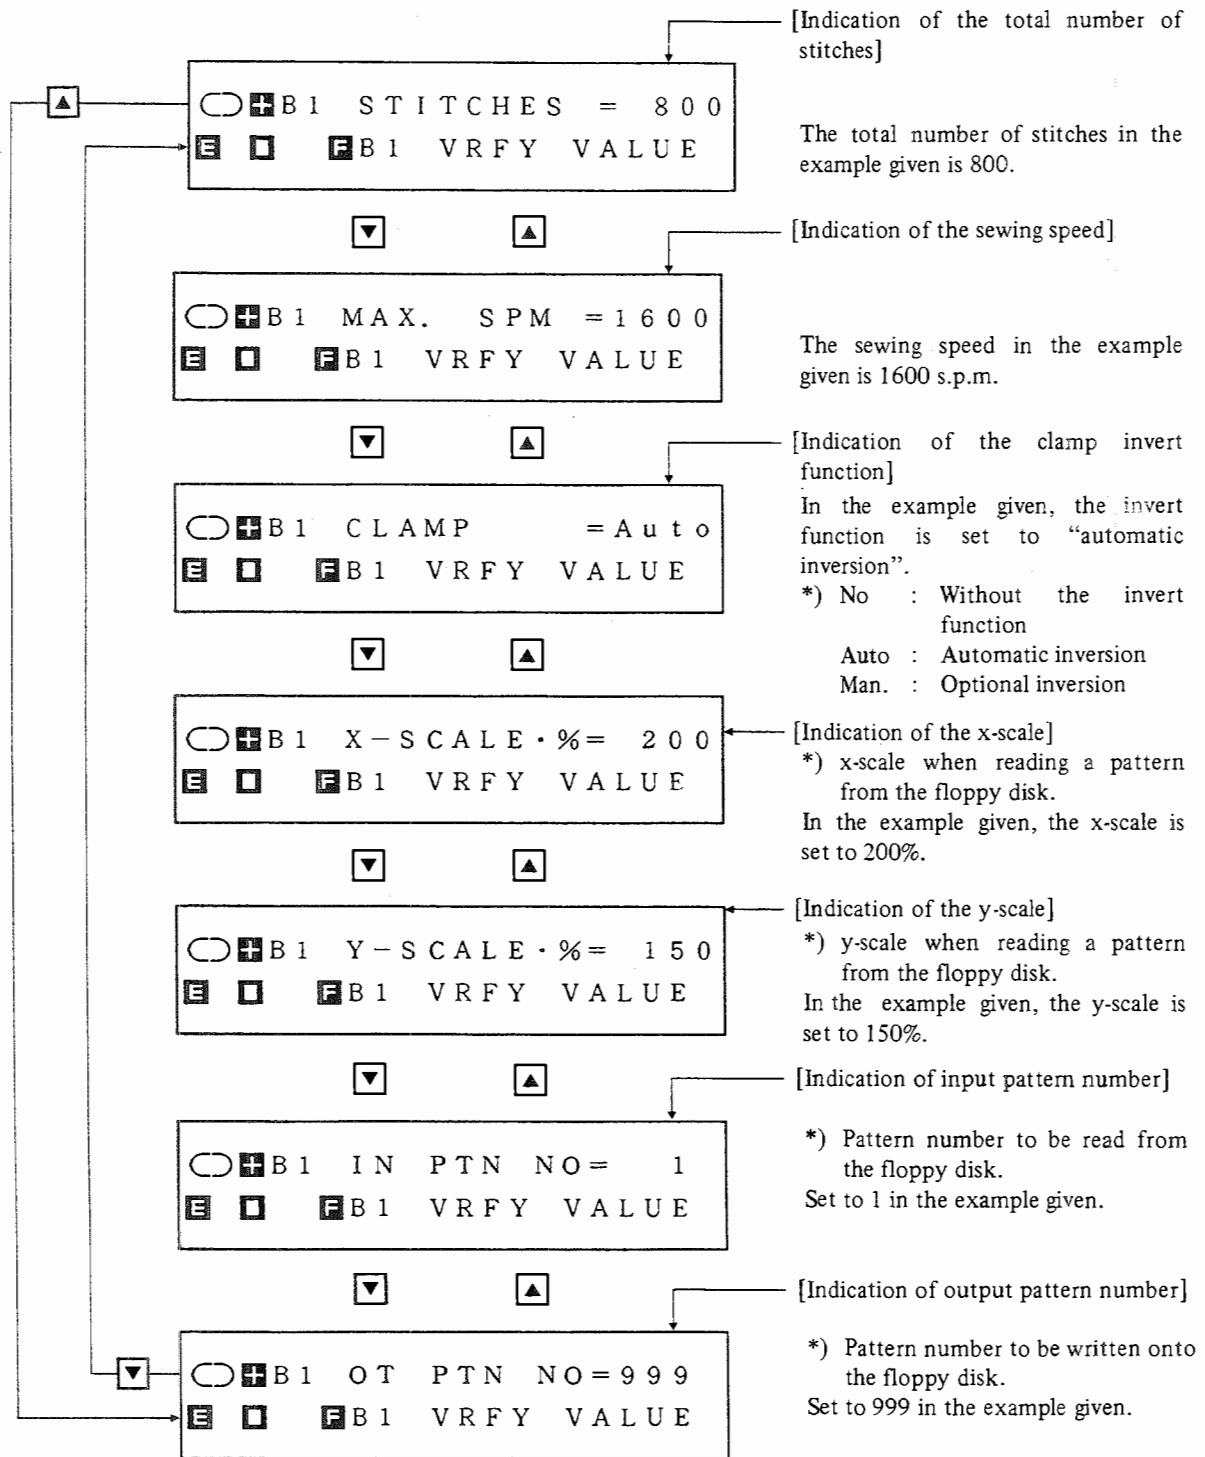 [Indication of the total number of
stitches]
▲
+B1 STITCHES = 800
E F B1 VRFY VALUE
The total number of stitches in the
example given is 800.
▼ ▲
[Indication of the sewing speed]
+B1 MAX. SPM =1600
E F B1 VRFY VALUE
The sewing speed in the example
given is 1600 s.p.m.
▼ ▲
[Indication of the clamp invert
function]
+B1 CLAMP =Auto
E F B1 VRFY VALUE
In the example given, the invert
function is set to “automatic
inversion”.
*) No : Without the invert
function
Auto : Automatic inversion
Man. : Optional inversion
▼ ▲
+B1 X-SCALE·%= 200
E F B1 VRFY VALUE
[Indication of the x-scale]
*) x-scale when reading a pattern
from the floppy disk.
In the example given, the x-scale is
set to 200%.
▼ ▲
+B1 Y-SCALE·%= 150
E F B1 VRFY VALUE
[Indication of the y-scale]
*) y-scale when reading a pattern
from the floppy disk.
In the example given, the y-scale is
set to 150%.
▼ ▲
[Indication of input pattern number]
+B1 IN PTN NO= 1
E F B1 VRFY VALUE
*) Pattern number to be read from
the floppy disk.
Set to 1 in the example given.
▼ ▲
[Indication of output pattern number]
▼
+B1 OT PTN NO=999
E F B1 VRFY VALUE
*) Pattern number to be written onto
the floppy disk.
Set to 999 in the example given.